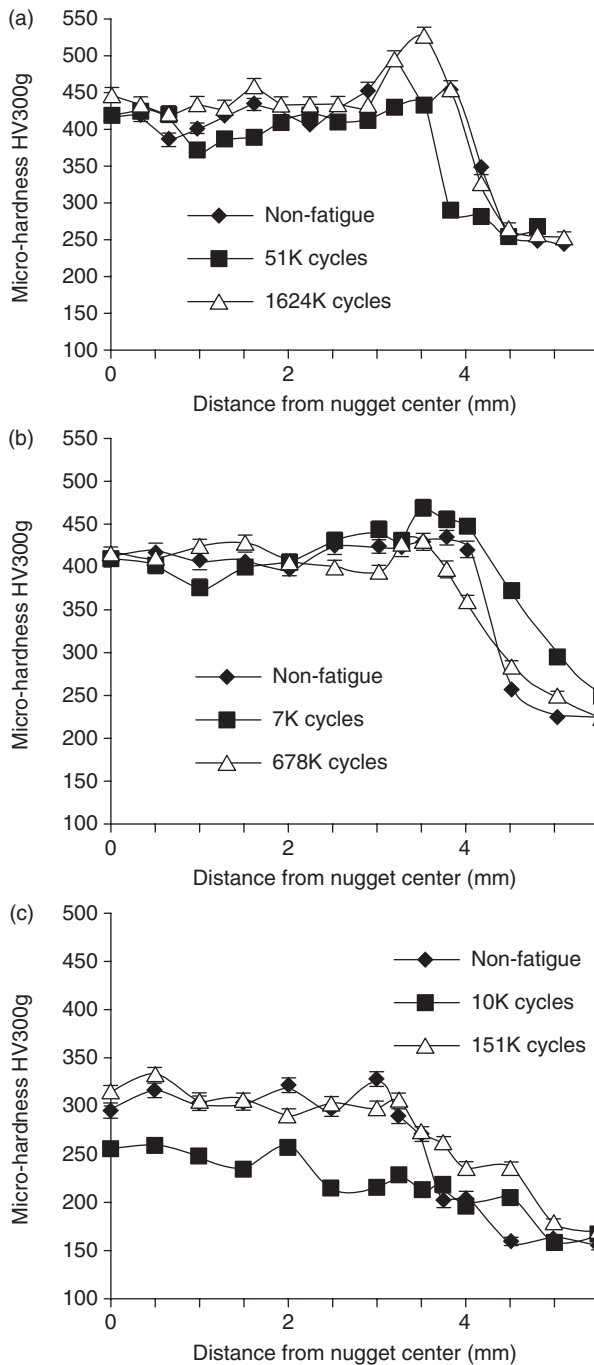 (a)
Micro-hardness HV300g
550
500
450
400
350
300
250
200
150
100
Non-fatigue
51K cycles
1624K cycles
0 2 4
Distance from nugget center (mm)
(b)
Micro-hardness HV300g
550
500
450
400
350
300
250
200
150
100
Non-fatigue
7K cycles
678K cycles
0 2 4
Distance from nugget center (mm)
(c)
Micro-hardness HV300g
500
450
400
350
300
250
200
150
100
Non-fatigue
10K cycles
151K cycles
0 2 4
Distance from nugget center (mm)